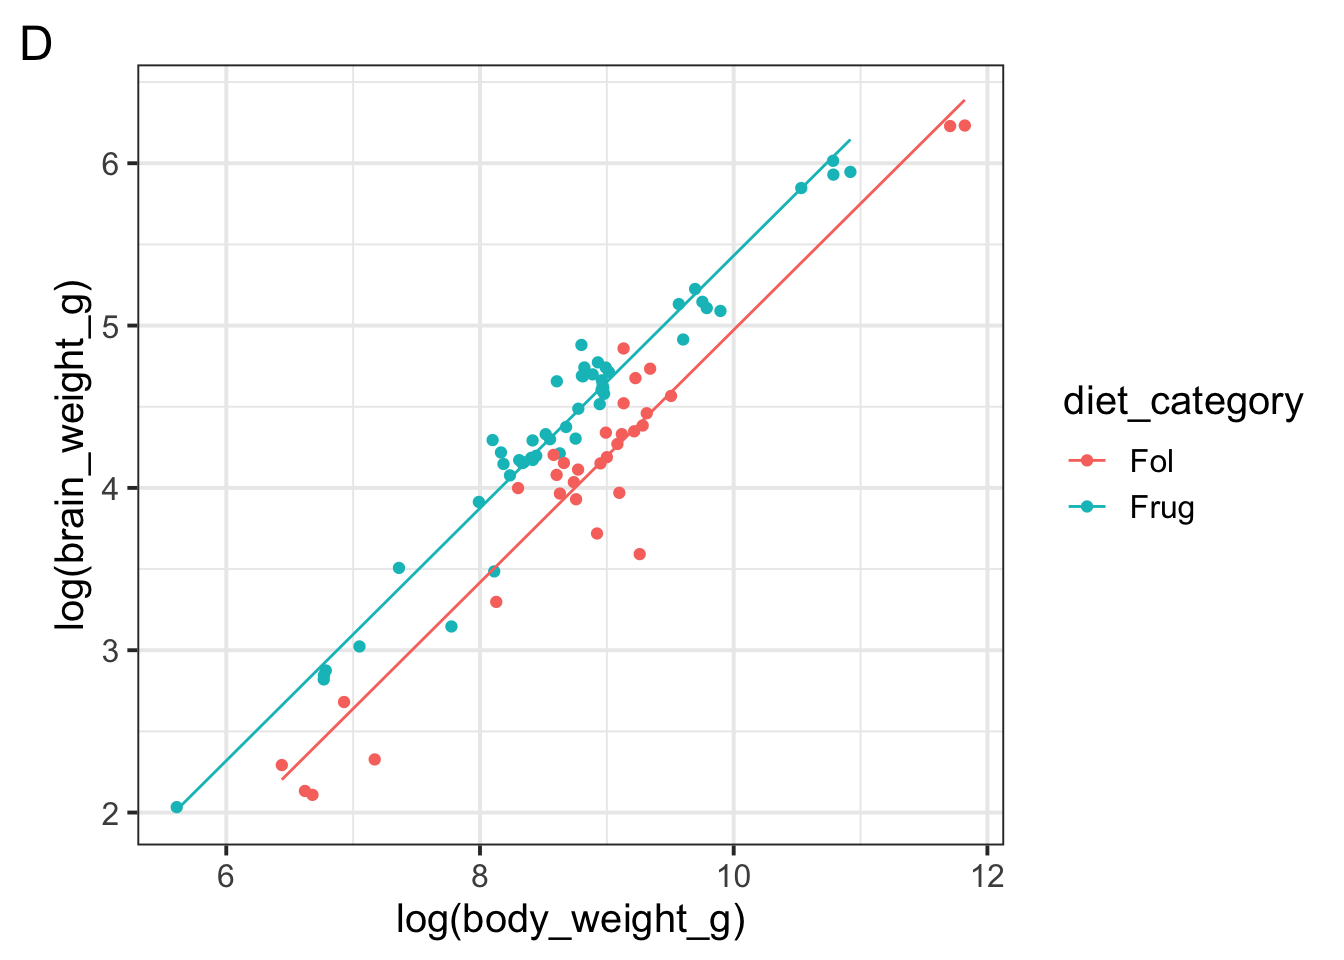 D
6
5
4
3
2
6 8 10 12
log(body_weight_g)
log(brain_weight_g)
diet_category
Fol
Frug